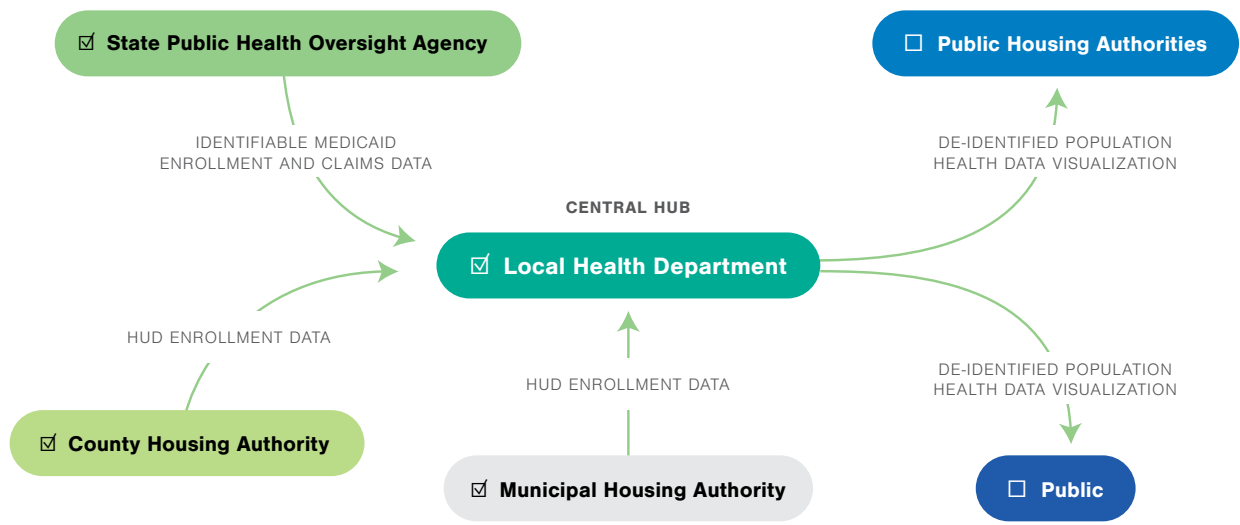 ☑ State Public Health Oversight Agency
☐ Public Housing Authorities
IDENTIFIABLE MEDICAID
ENROLLMENT AND CLAIMS DATA
DE-IDENTIFIED POPULATION
HEALTH DATA VISUALIZATION
CENTRAL HUB
☑ Local Health Department
HUD ENROLLMENT DATA
HUD ENROLLMENT DATA
DE-IDENTIFIED POPULATION
HEALTH DATA VISUALIZATION
☑ County Housing Authority
☑ Municipal Housing Authority
☐ Public